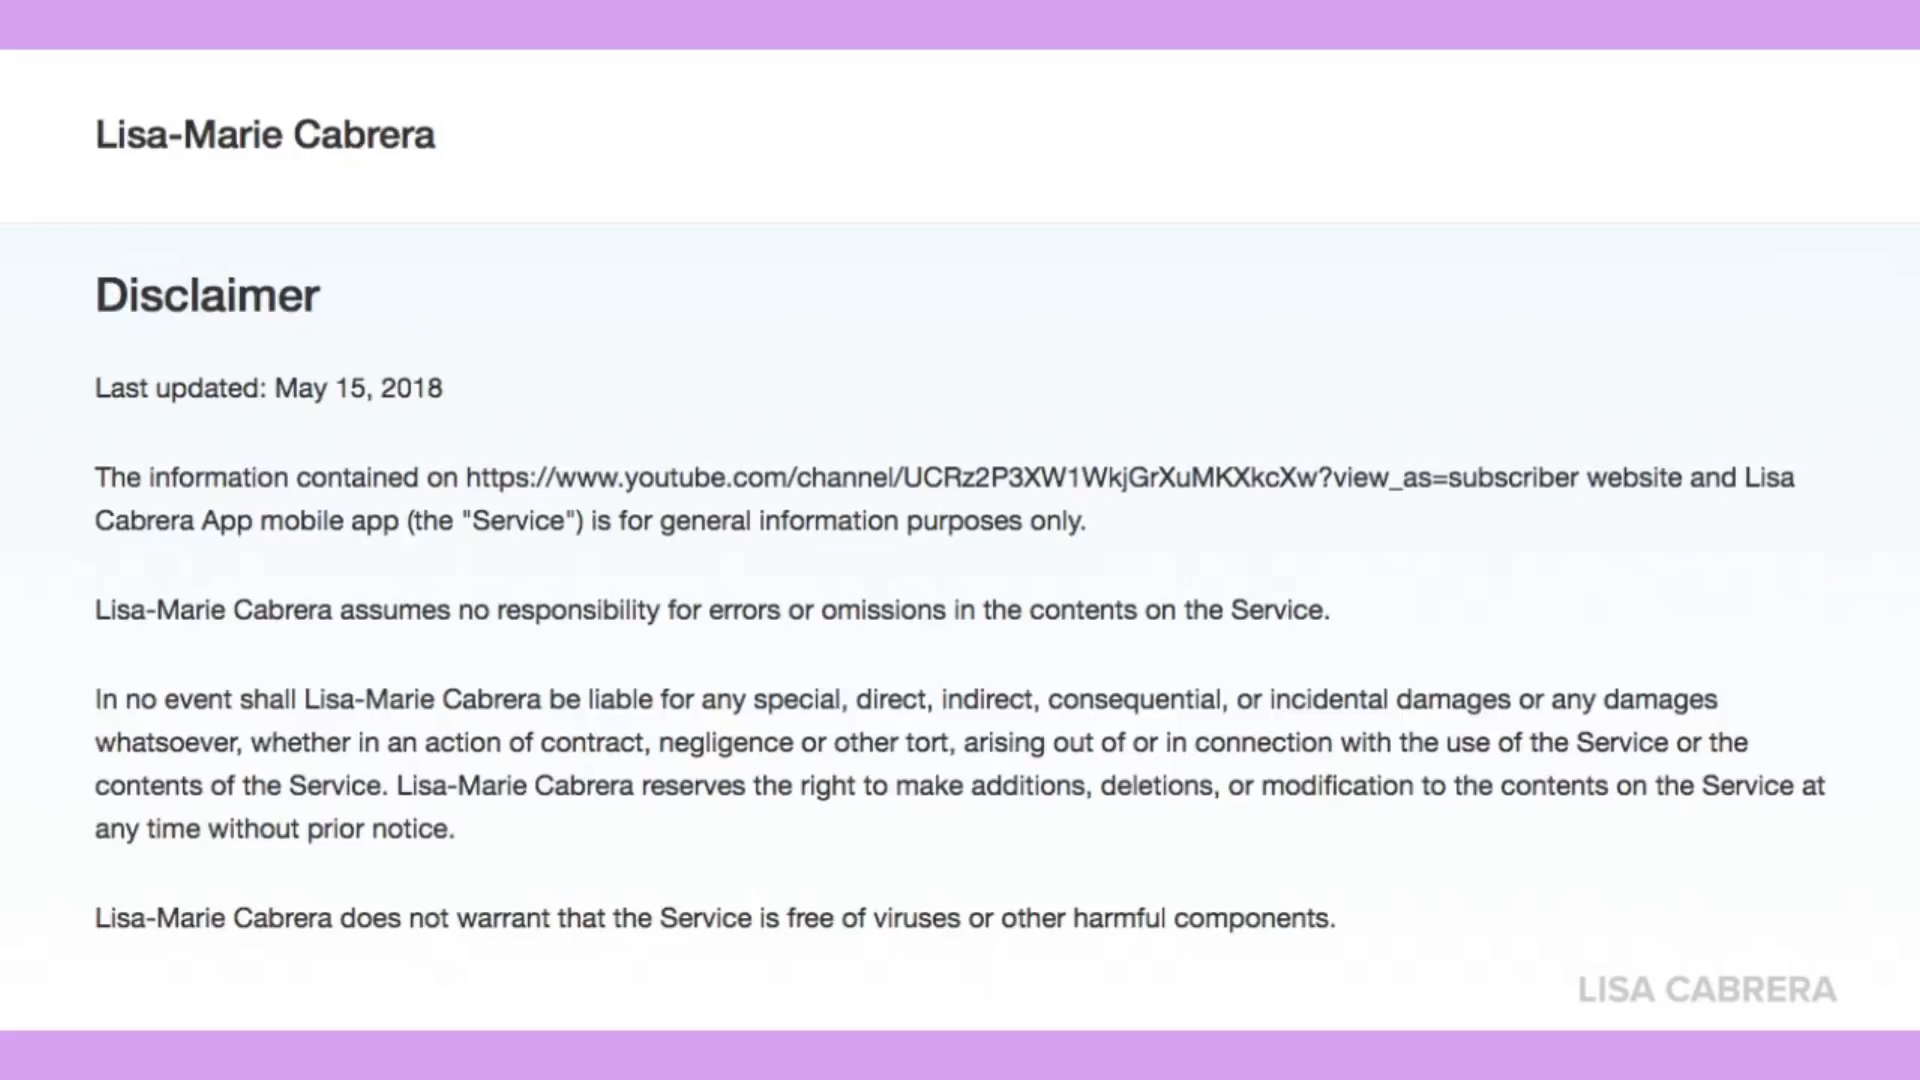 Lisa-Marie Cabrera
Disclaimer
Last updated: May 15, 2018
The information contained on https://www.youtube.com/channel/UCRz2P3XW1WkjGrXuMKXkcXw?view_as=subscriber website and Lisa
Cabrera App mobile app (the "Service") is for general information purposes only.
Lisa-Marie Cabrera assumes no responsibility for errors or omissions in the contents on the Service.
In no event shall Lisa-Marie Cabrera be liable for any special, direct, indirect, consequential, or incidental damages or any damages
whatsoever, whether in an action of contract, negligence or other tort, arising out of or in connection with the use of the Service or the
contents of the Service. Lisa-Marie Cabrera reserves the right to make additions, deletions, or modification to the contents on the Service at
any time without prior notice.
Lisa-Marie Cabrera does not warrant that the Service is free of viruses or other harmful components.
LISA CABRERA